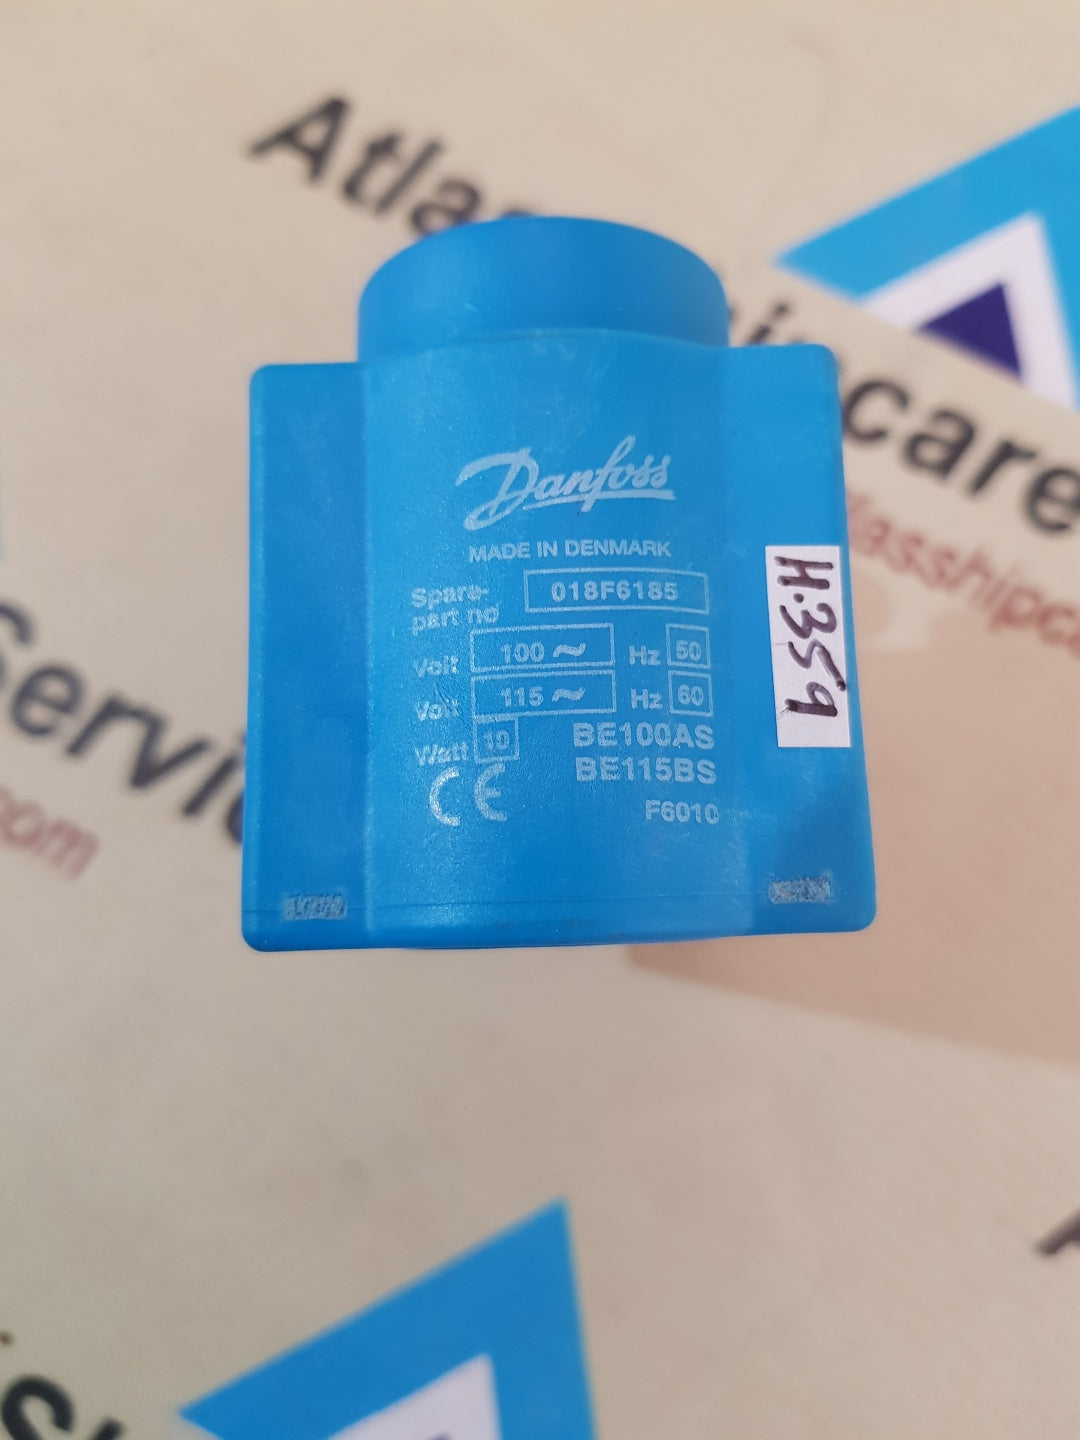 Danfoss
MADE IN DENMARK
Spare-
part no 018F6185
Volt 100 ~ Hz 50
Volt 115 ~ Hz 60
Watt 10 BE100AS
BE115BS
CE
F6010
H.359